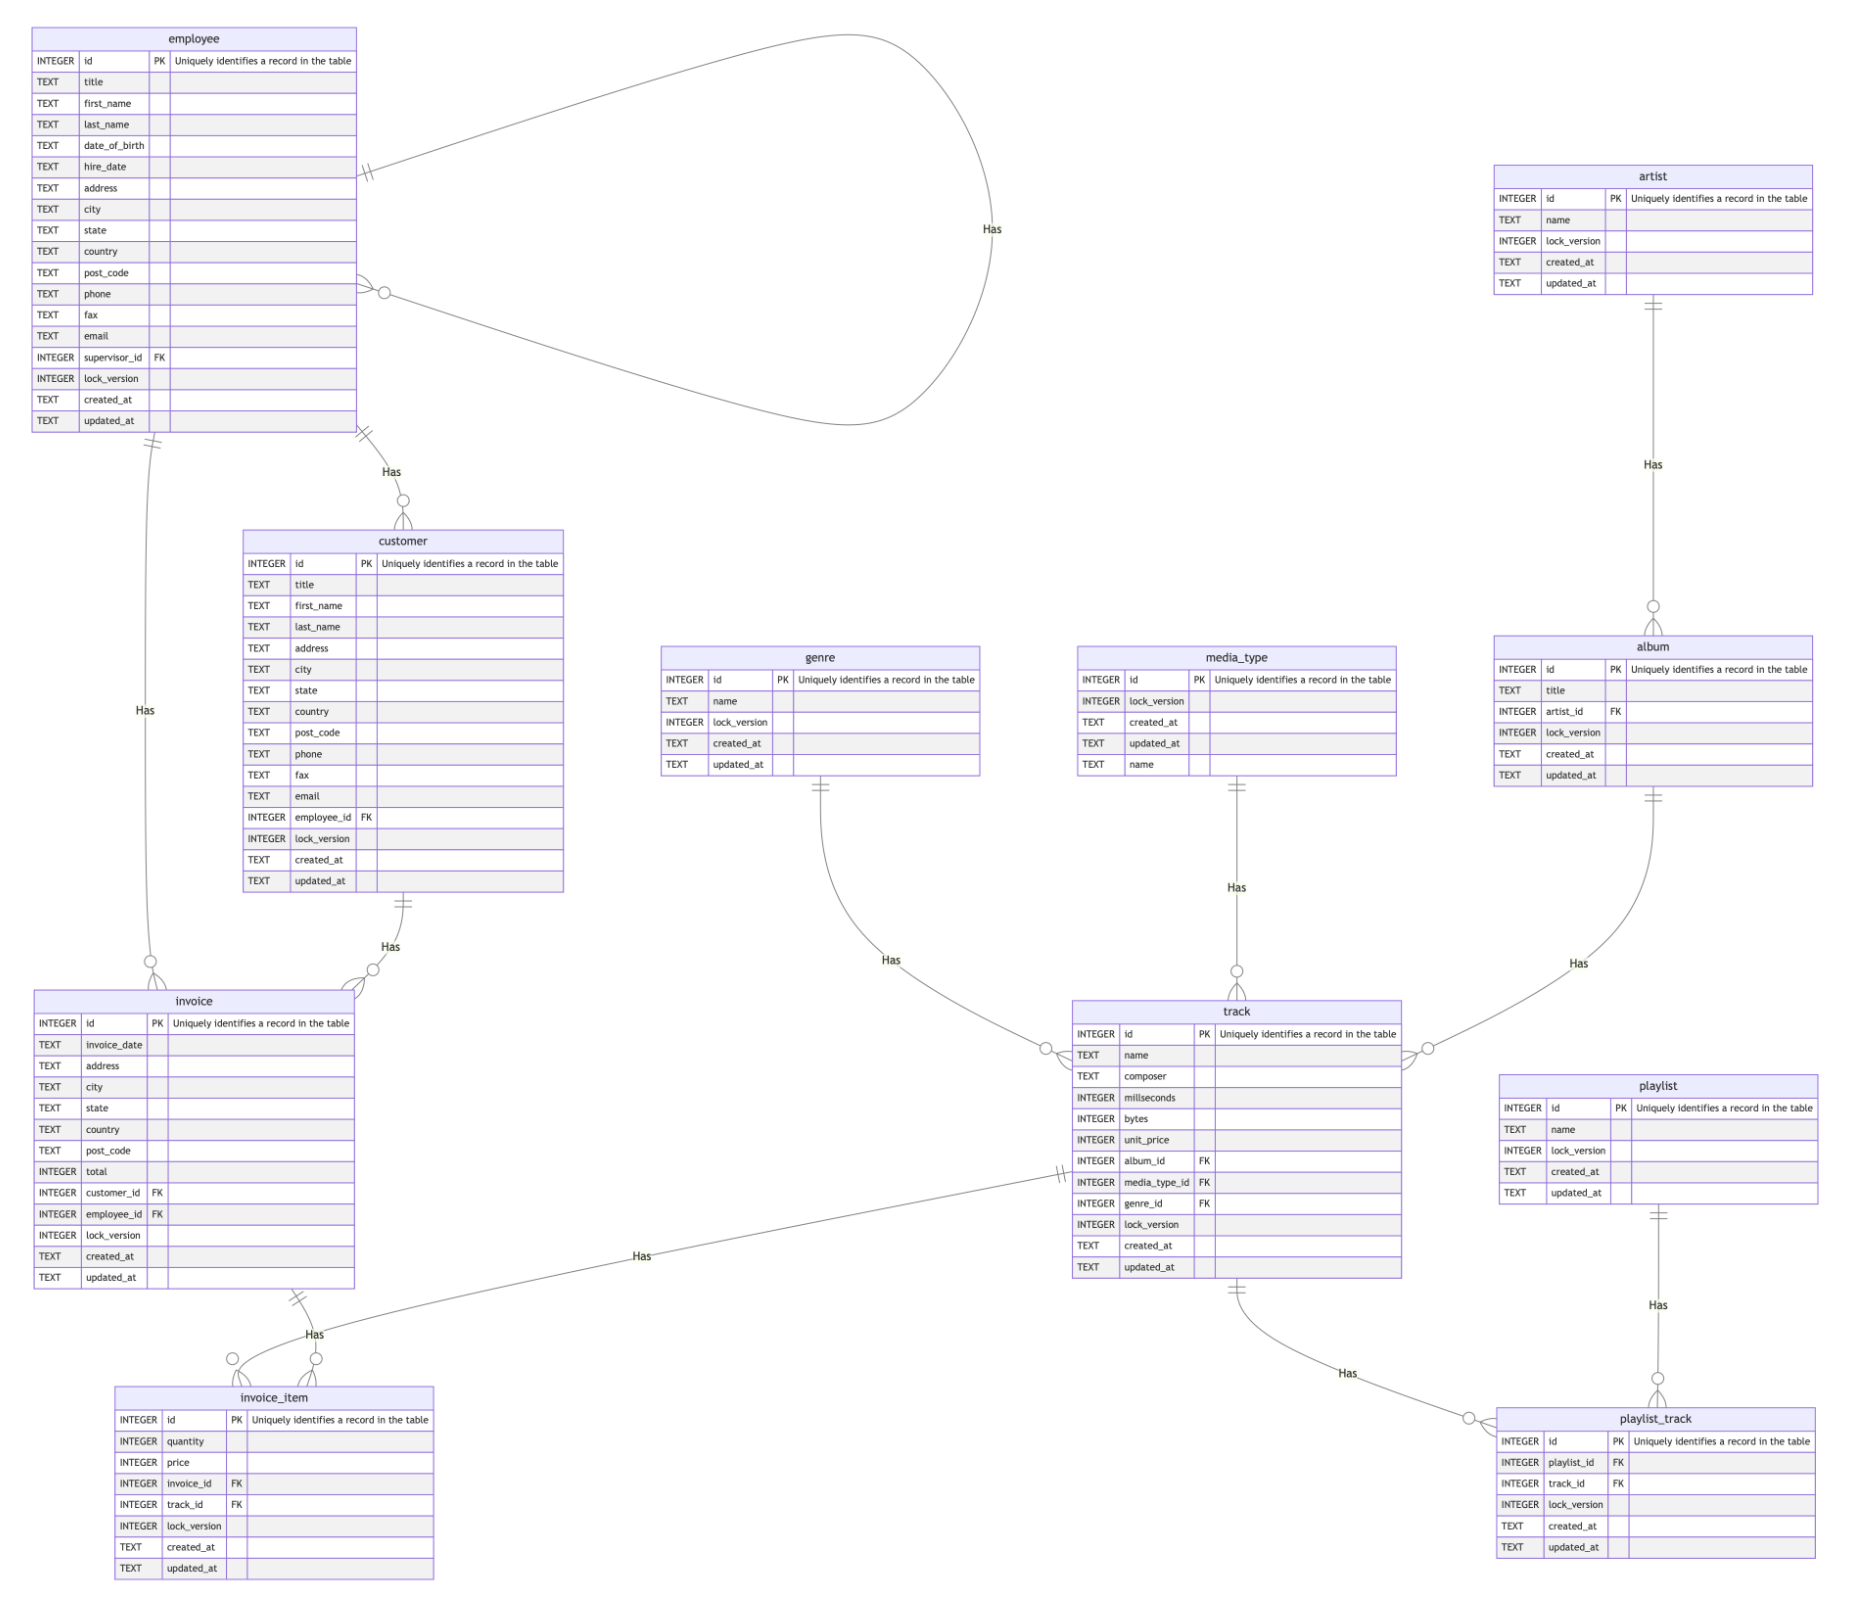 employee
INTEGER id PK Uniquely identifies a record in the table
TEXT title
TEXT first_name
TEXT last_name
TEXT date_of_birth
TEXT hire_date
TEXT address
TEXT city
TEXT state
TEXT country
TEXT post_code
TEXT phone
TEXT fax
TEXT email
INTEGER supervisor_id FK
INTEGER lock_version
TEXT created_at
TEXT updated_at
Has
artist
INTEGER id PK Uniquely identifies a record in the table
TEXT name
INTEGER lock_version
TEXT created_at
TEXT updated_at
Has
Has
customer
INTEGER id PK Uniquely identifies a record in the table
TEXT title
TEXT first_name
TEXT last_name
TEXT address
TEXT city
TEXT state
TEXT country
TEXT post_code
TEXT phone
TEXT fax
TEXT email
INTEGER employee_id FK
INTEGER lock_version
TEXT created_at
TEXT updated_at
Has
genre
INTEGER id PK Uniquely identifies a record in the table
TEXT name
INTEGER lock_version
TEXT created_at
TEXT updated_at
media_type
INTEGER id PK Uniquely identifies a record in the table
INTEGER lock_version
TEXT created_at
TEXT updated_at
TEXT name
album
INTEGER id PK Uniquely identifies a record in the table
TEXT title
INTEGER artist_id FK
INTEGER lock_version
TEXT created_at
TEXT updated_at
Has
Has
Has
Has
invoice
INTEGER id PK Uniquely identifies a record in the table
TEXT invoice_date
TEXT address
TEXT city
TEXT state
TEXT country
TEXT post_code
INTEGER total
INTEGER customer_id FK
INTEGER employee_id FK
INTEGER lock_version
TEXT created_at
TEXT updated_at
track
INTEGER id PK Uniquely identifies a record in the table
TEXT name
TEXT composer
INTEGER millseconds
INTEGER bytes
INTEGER unit_price
INTEGER album_id FK
INTEGER media_type_id FK
INTEGER genre_id FK
INTEGER lock_version
TEXT created_at
TEXT updated_at
playlist
INTEGER id PK Uniquely identifies a record in the table
TEXT name
INTEGER lock_version
TEXT created_at
TEXT updated_at
Has
Has
Has
Has
invoice_item
INTEGER id PK Uniquely identifies a record in the table
INTEGER quantity
INTEGER price
INTEGER invoice_id FK
INTEGER track_id FK
INTEGER lock_version
TEXT created_at
TEXT updated_at
playlist_track
INTEGER id PK Uniquely identifies a record in the table
INTEGER playlist_id FK
INTEGER track_id FK
INTEGER lock_version
TEXT created_at
TEXT updated_at